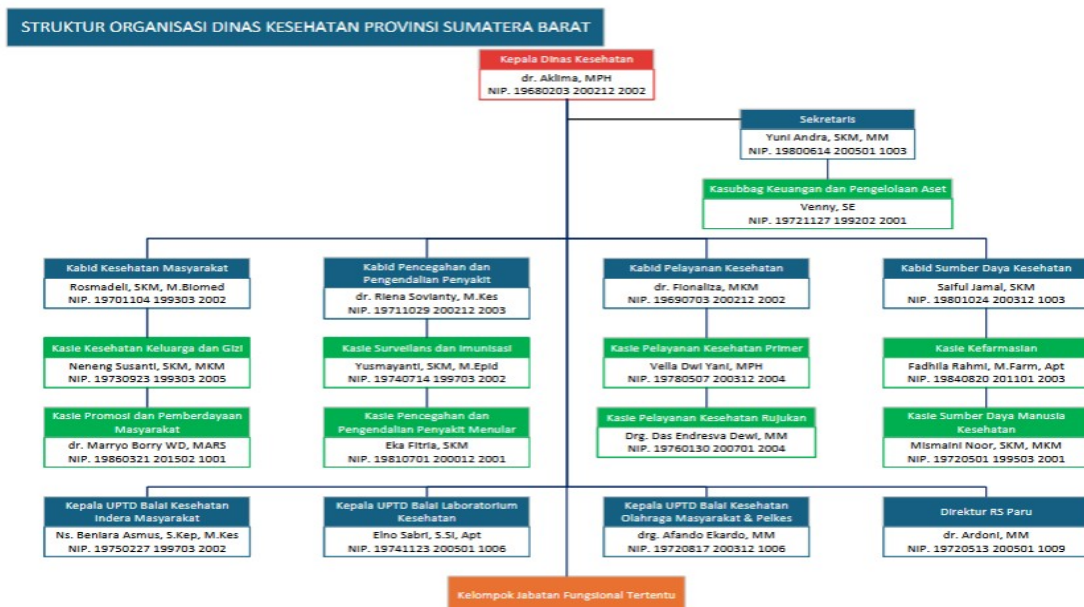 STRUKTUR ORGANISASI DINAS KESEHATAN PROVINSI SUMATERA BARAT
Kepala Dinas Kesehatan
dr. Aklima, MPH
NIP. 19680203 200212 2002
Sekretaris
Yuni Andra, SKM, MM
NIP. 19800614 200501 1003
Kasubbag Keuangan dan Pengelolaan Aset
Venny, SE
NIP. 19721127 199202 2001
Kabid Kesehatan Masyarakat
Rosmadeli, SKM, M.Biomed
NIP. 19701104 199303 2002
Kabid Pencegahan dan
Pengendalian Penyakit
dr. Riena Sovianty, M.Kes
NIP. 19711029 200212 2003
Kabid Pelayanan Kesehatan
dr. Fionaliza, MKM
NIP. 19690703 200212 2002
Kabid Sumber Daya Kesehatan
Saiful Jamal, SKM
NIP. 19801024 200312 1003
Kasie Kesehatan Keluarga dan Gizi
Neneng Susanti, SKM, MKM
NIP. 19730923 199303 2005
Kasie Surveilans dan Imunisasi
Yusmayanti, SKM, M.Epid
NIP. 19740714 199703 2002
Kasie Pelayanan Kesehatan Primer
Vella Dwi Yani, MPH
NIP. 19780507 200312 2004
Kasie Kefarmasian
Fadhila Rahmi, M.Farm, Apt
NIP. 19840820 201101 2003
Kasie Promosi dan Pemberdayaan
Masyarakat
dr. Marryo Borry WD, MARS
NIP. 19860321 201502 1001
Kasie Pencegahan dan
Pengendalian Penyakit Menular
Eka Fitria, SKM
NIP. 19810701 200012 2001
Kasie Pelayanan Kesehatan Rujukan
Drg. Das Endresva Dewi, MM
NIP. 19760130 200701 2004
Kasie Sumber Daya Manusia
Kesehatan
Mismaini Noor, SKM, MKM
NIP. 19720501 199503 2001
Kepala UPTD Balai Kesehatan
Indera Masyarakat
Ns. Beniara Asmus, S.Kep, M.Kes
NIP. 19750227 199703 2002
Kepala UPTD Balai Laboratorium
Kesehatan
Eino Sabri, S.Si, Apt
NIP. 19741123 200501 1006
Kepala UPTD Balai Kesehatan
Olahraga Masyarakat & Pelkes
drg. Afando Ekardo, MM
NIP. 19720817 200312 1006
Direktur RS Paru
dr. Ardoni, MM
NIP. 19720513 200501 1009
Kelompok Jabatan Fungsional Tertentu